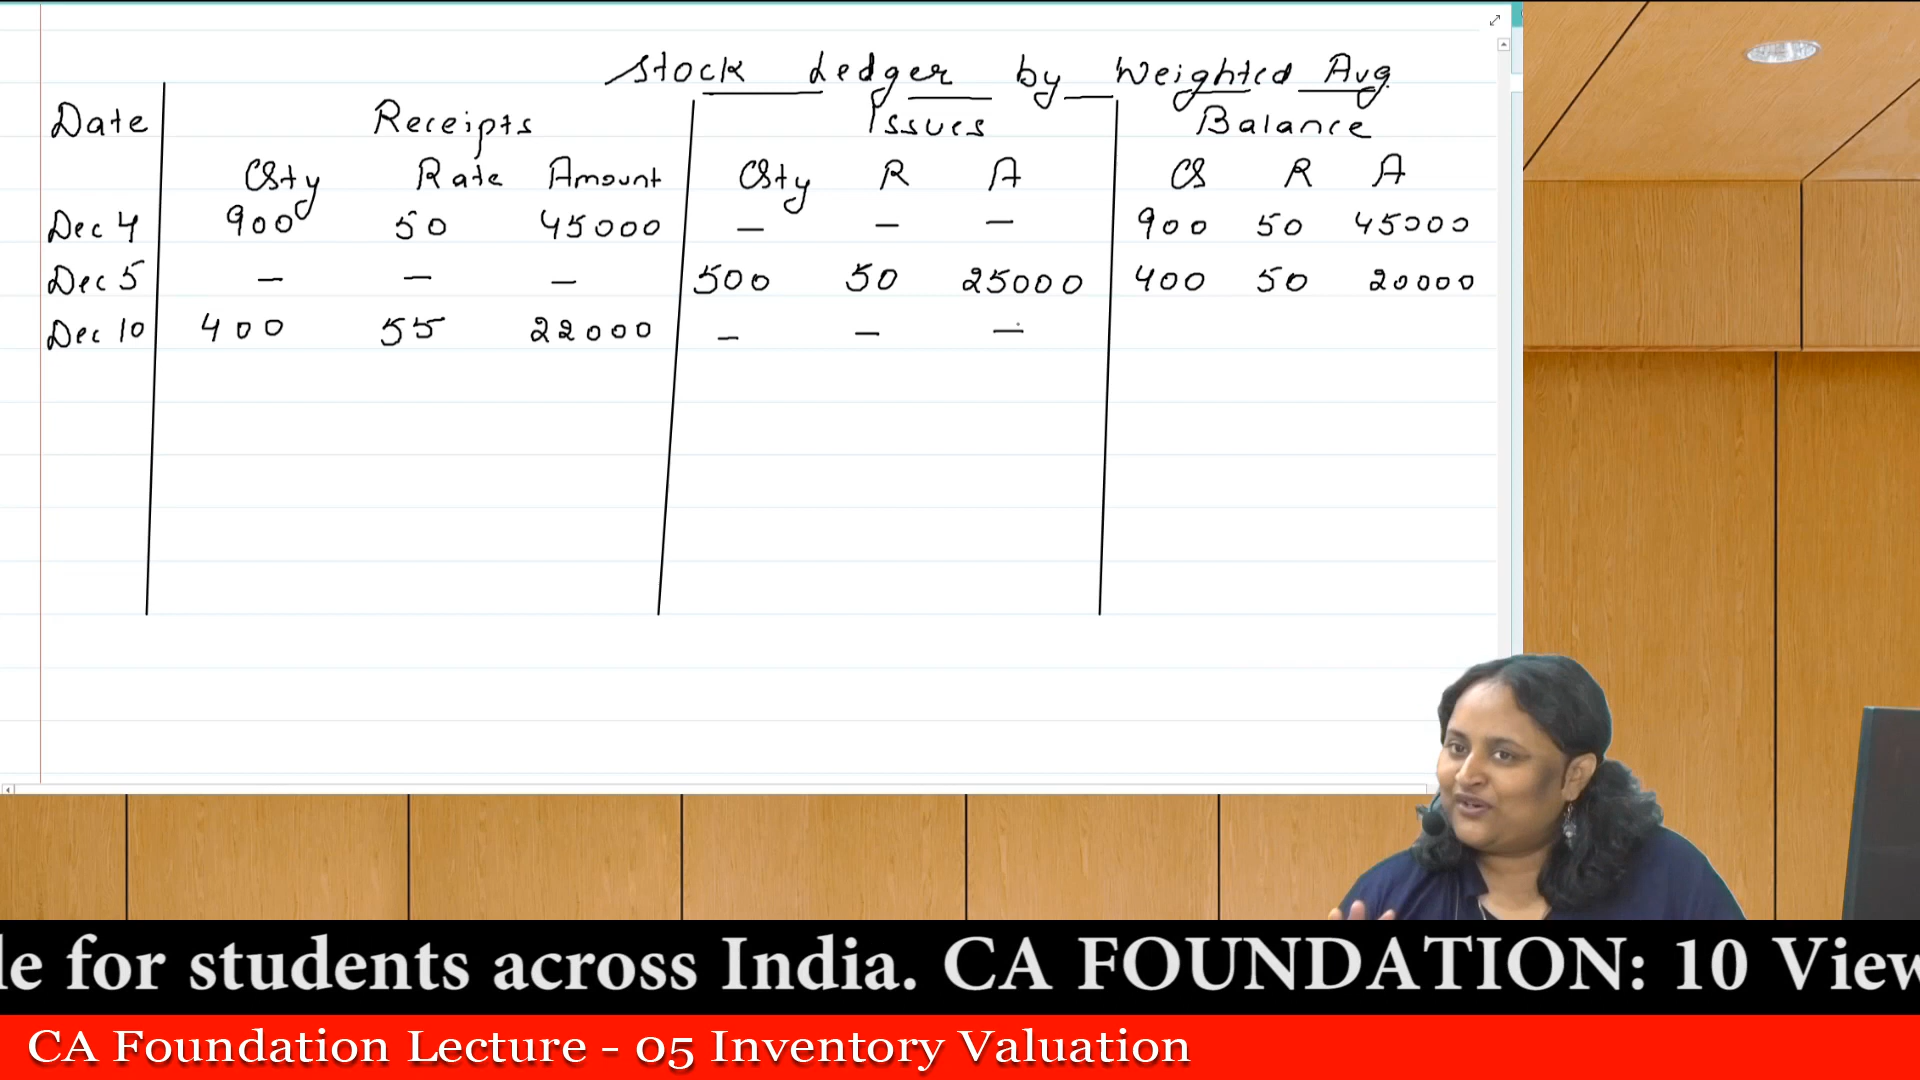 Stock Ledger by Weighted Avg.
Date Receipts Issues Balance
Qty Rate Amount Qty R A Q R A
Dec 4 900 50 45000 – – – 900 50 45000
Dec 5 – – – 500 50 25000 400 50 20000
Dec 10 400 55 22000 – – –
le for students across India. CA FOUNDATION: 10 View
CA Foundation Lecture - 05 Inventory Valuation